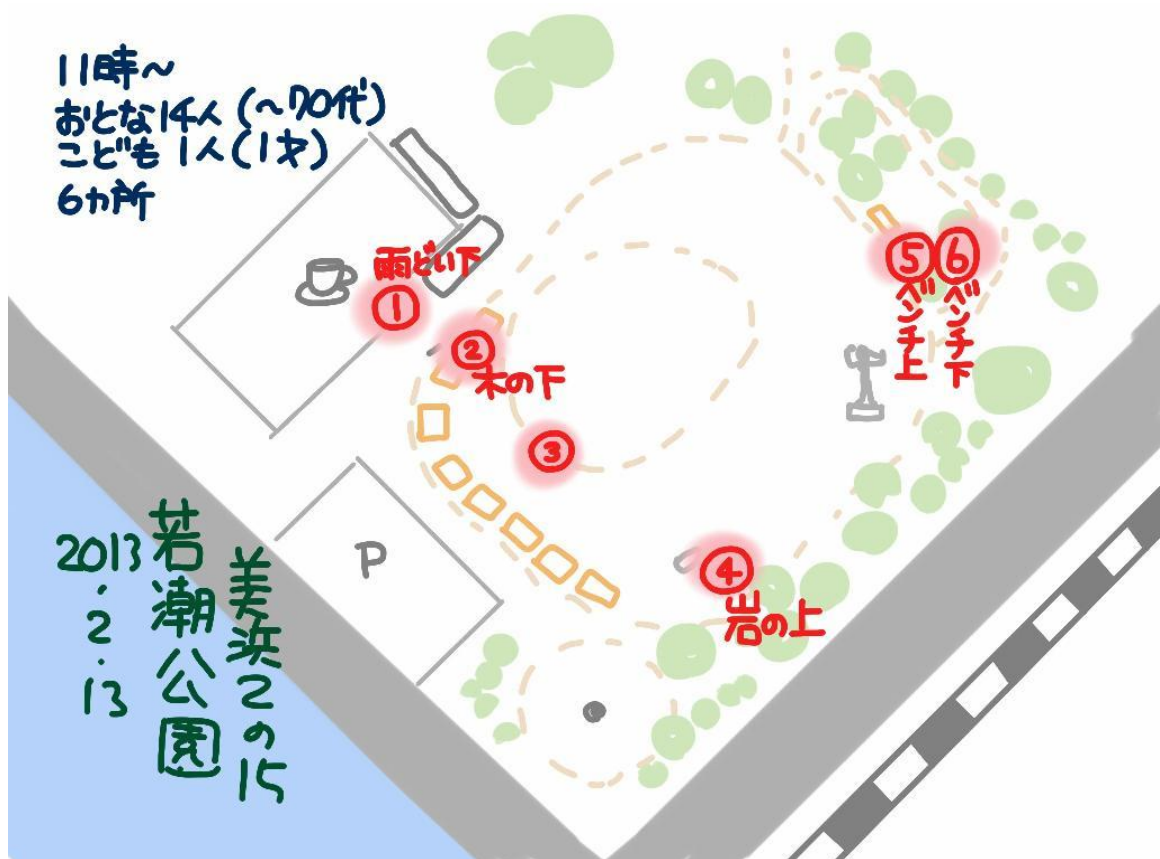 11時～
おとな14人（～70代）
こども1人（1才）
6カ所
雨どい下
①
②
木の下
③
④
岩の上
⑤
ベンチ上
⑥
ベンチ下
P
美浜2の15
若潮公園
2013.2.13